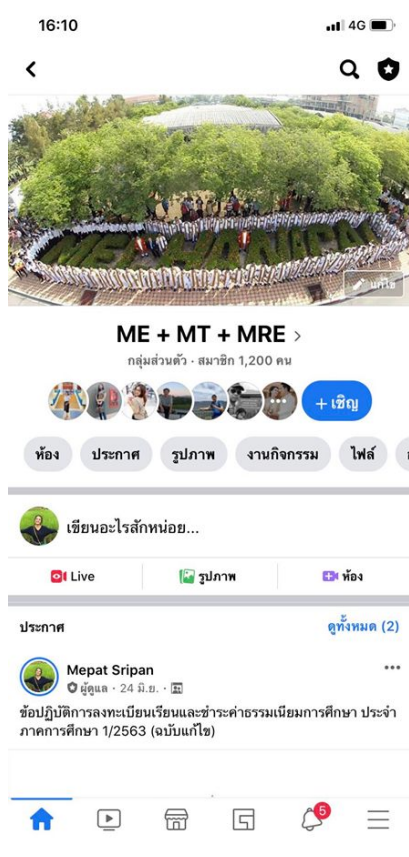 16:10
4G
แก้ไข
ME + MT + MRE >
กลุ่มส่วนตัว · สมาชิก 1,200 คน
+ เชิญ
ห้อง ประกาศ รูปภาพ งานกิจกรรม ไฟล์
เขียนอะไรสักหน่อย...
Live รูปภาพ ห้อง
ประกาศ ดูทั้งหมด (2)
Mepat Sripan
ผู้ดูแล · 24 มิ.ย. ·
ข้อปฏิบัติการลงทะเบียนเรียนและชำระค่าธรรมเนียมการศึกษา ประจำ
ภาคการศึกษา 1/2563 (ฉบับแก้ไข)
5